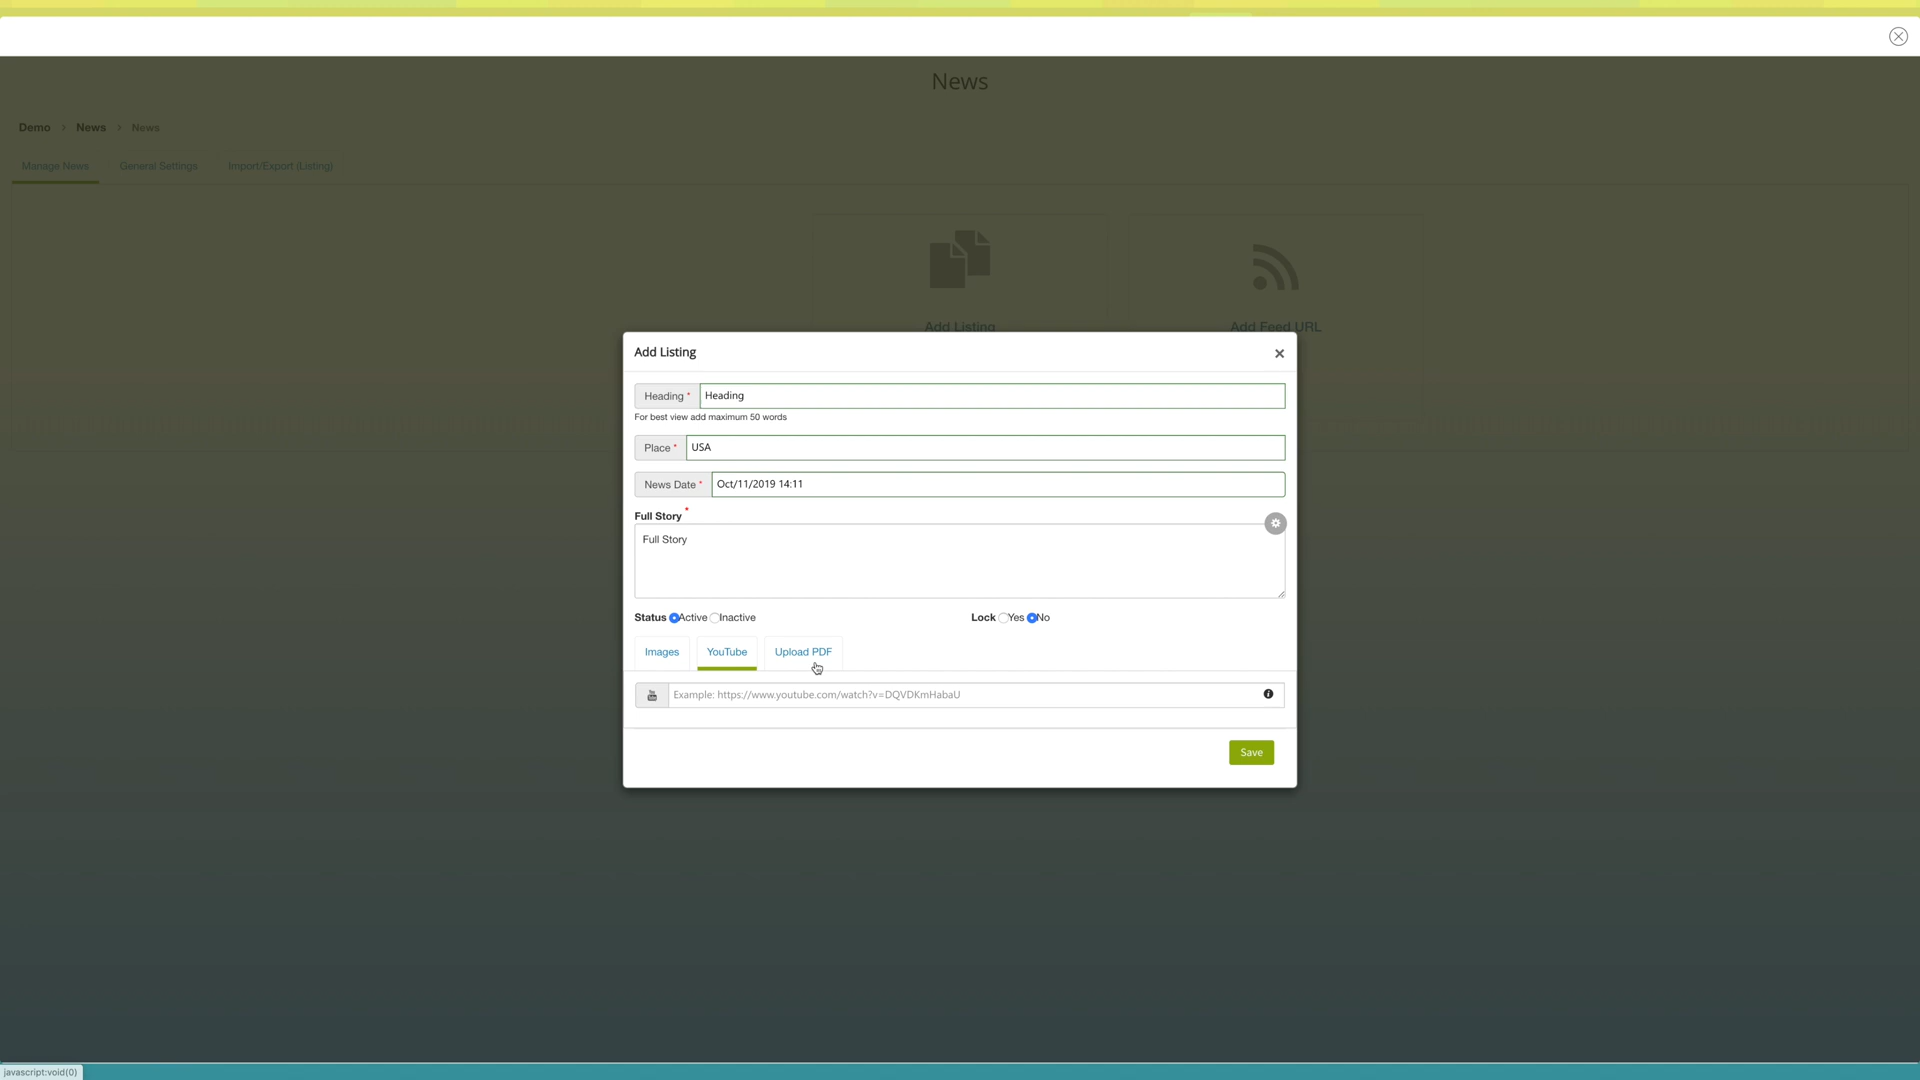 News
Demo > News > News
Manage News General Settings Import/Export (Listing)
Add Listing Add Feed URL
Add Listing ×
Heading * Heading
For best view add maximum 50 words
Place * USA
News Date * Oct/11/2019 14:11
Full Story *
Full Story
Status Active Inactive Lock Yes No
Images YouTube Upload PDF
Example: https://www.youtube.com/watch?v=DQVDKmHabaU
Save
javascript:void(0)